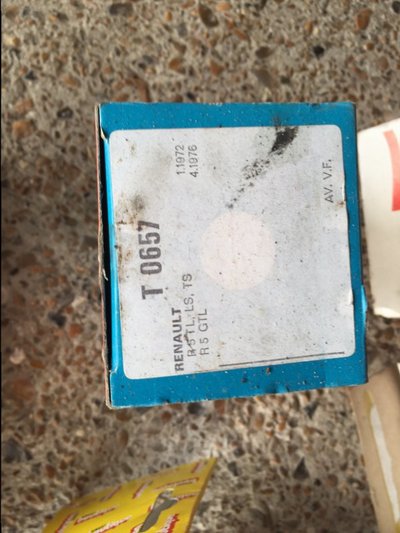 T 0657
RENAULT
R 5 TL, LS, TS 1.1972
R 5 GTL 4.1976
AV. V.F.